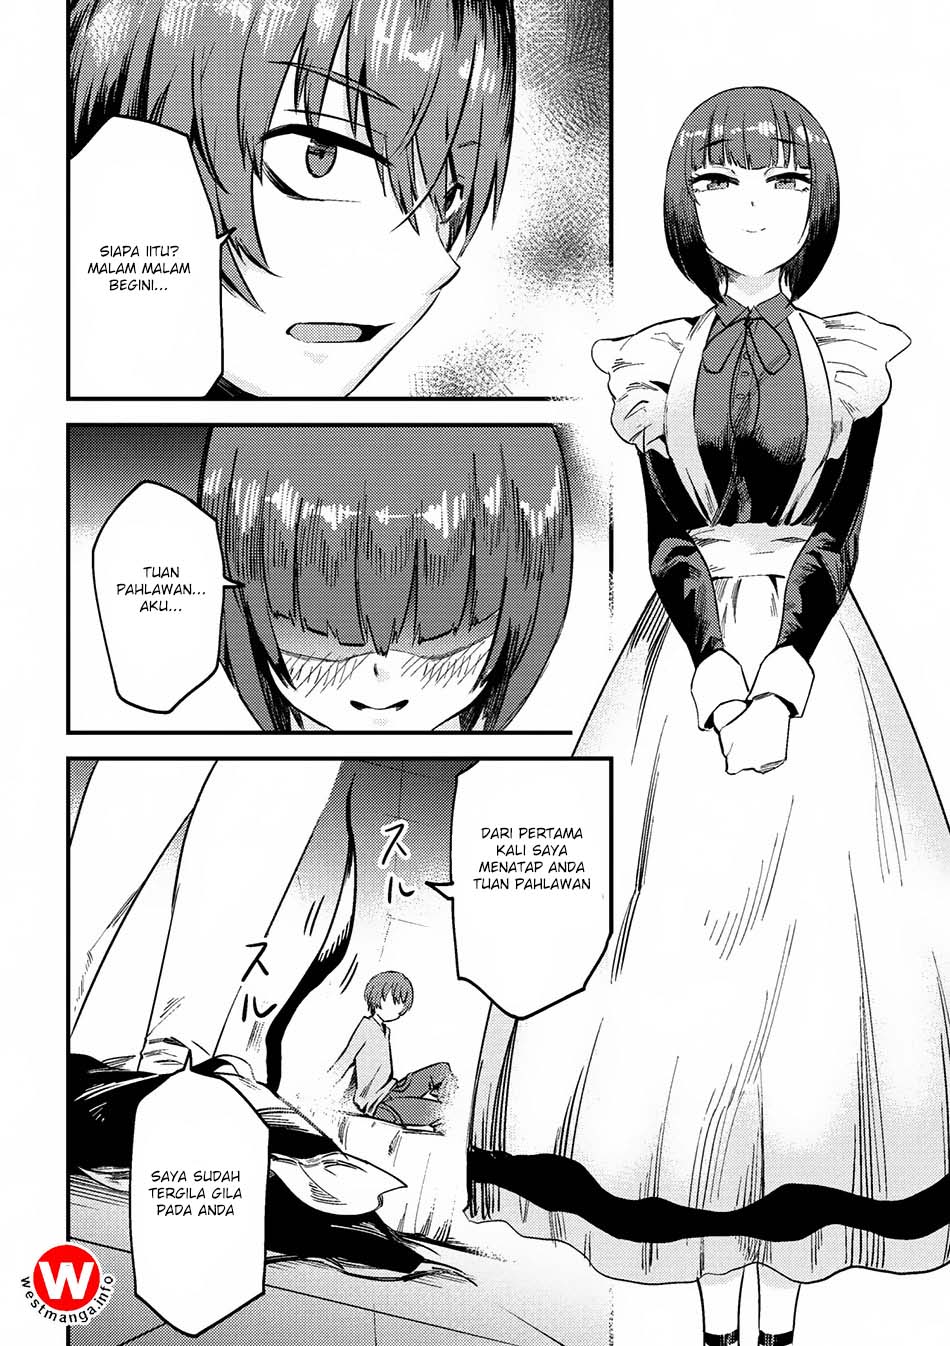 SIAPA IITU?
MALAM MALAM
BEGINI...
TUAN
PAHLAWAN...
AKU...
DARI PERTAMA
KALI SAYA
MENATAP ANDA
TUAN PAHLAWAN
スル
スル
SAYA SUDAH
TERGILA GILA
PADA ANDA
W
westmanga.info